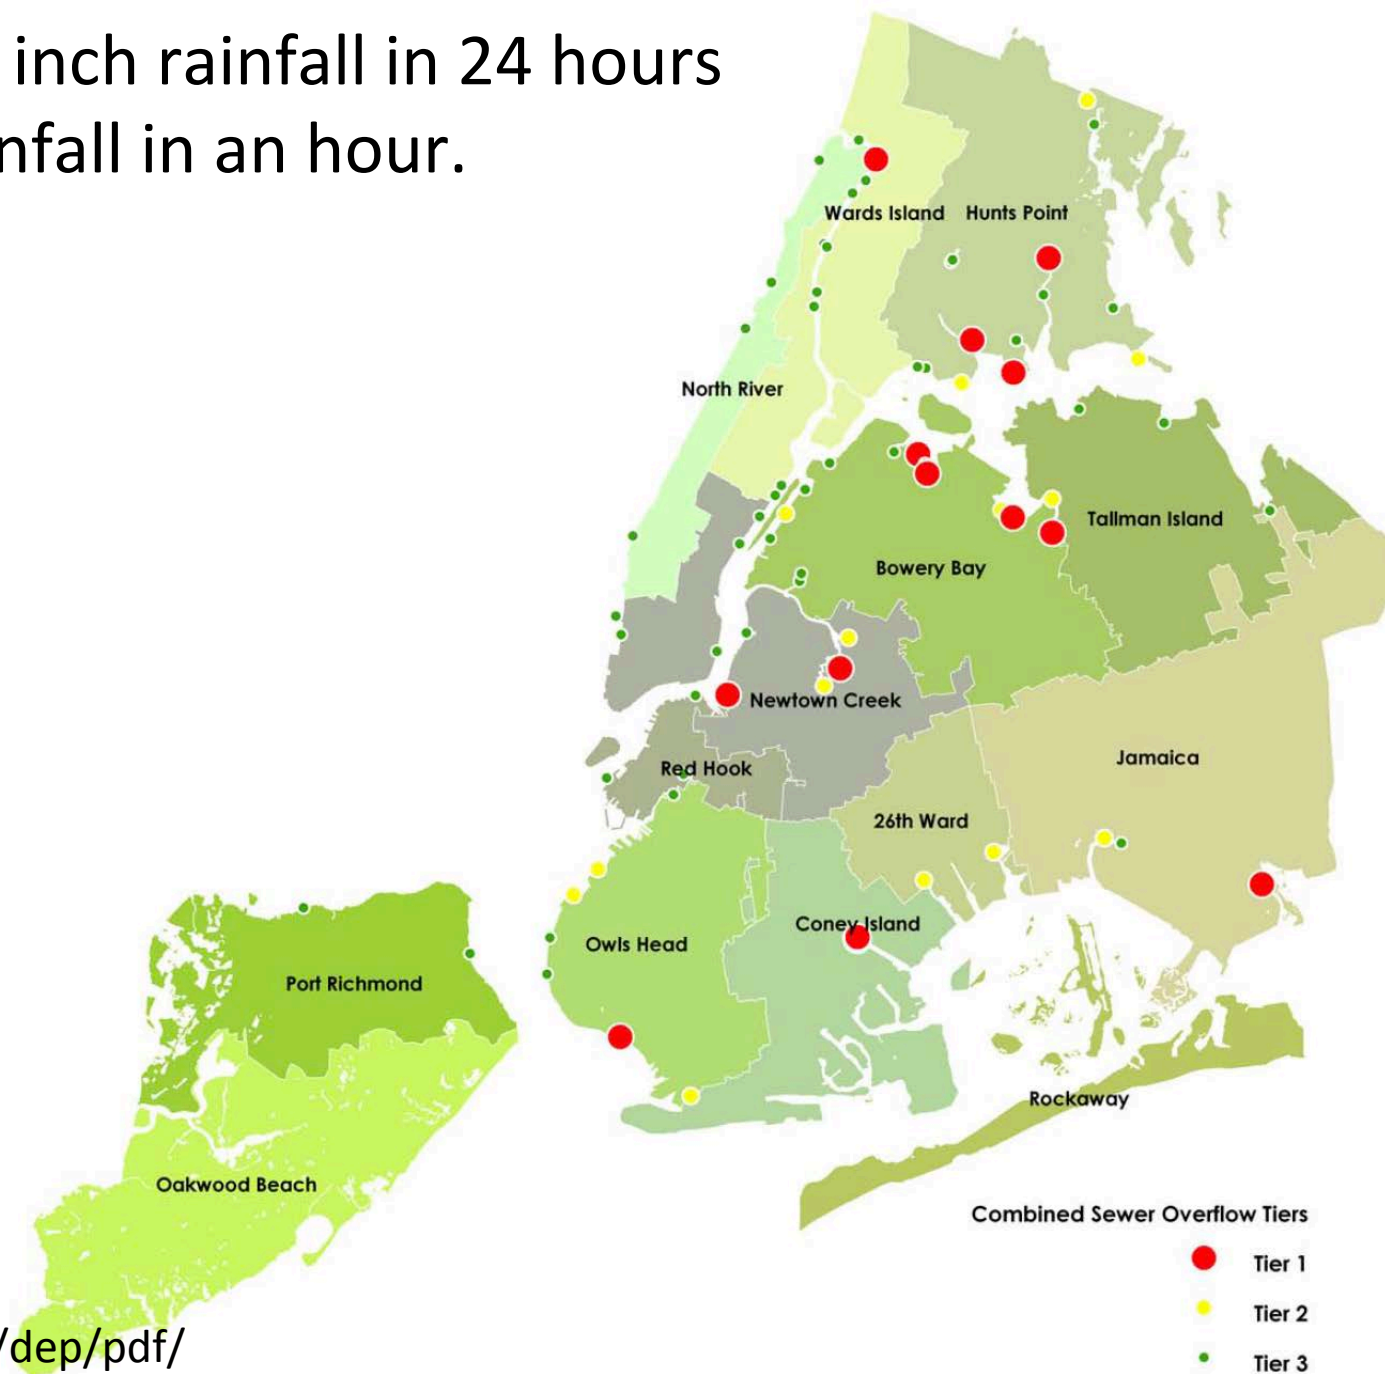 inch rainfall in 24 hours
nfall in an hour.
Wards Island
Hunts Point
North River
Tallman Island
Bowery Bay
Newtown Creek
Red Hook
Jamaica
26th Ward
Coney Island
Owls Head
Port Richmond
Rockaway
Oakwood Beach
Combined Sewer Overflow Tiers
Tier 1
Tier 2
Tier 3
/dep/pdf/